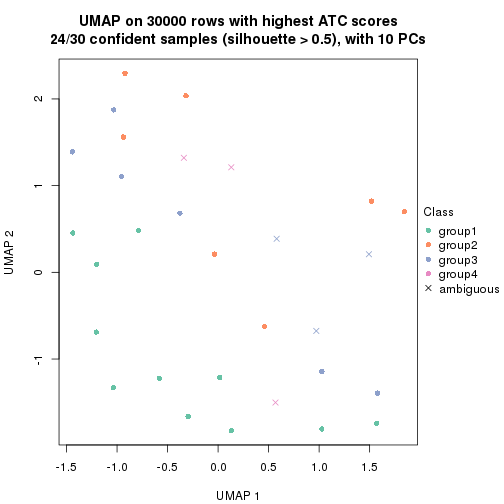 UMAP on 30000 rows with highest ATC scores
24/30 confident samples (silhouette > 0.5), with 10 PCs
2
1
0
-1
UMAP 2
-1.5 -1.0 -0.5 0.0 0.5 1.0 1.5
UMAP 1
Class
group1
group2
group3
group4
ambiguous